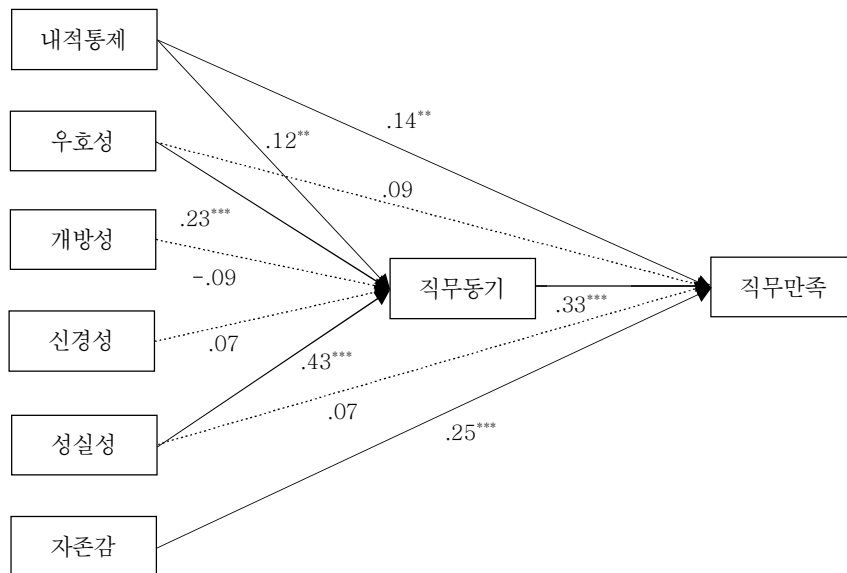 내적통제
.14**
우호성
.12**
.09
개방성
.23***
-.09
직무동기
직무만족
.33***
신경성
.07
.43***
.07
성실성
.25***
자존감